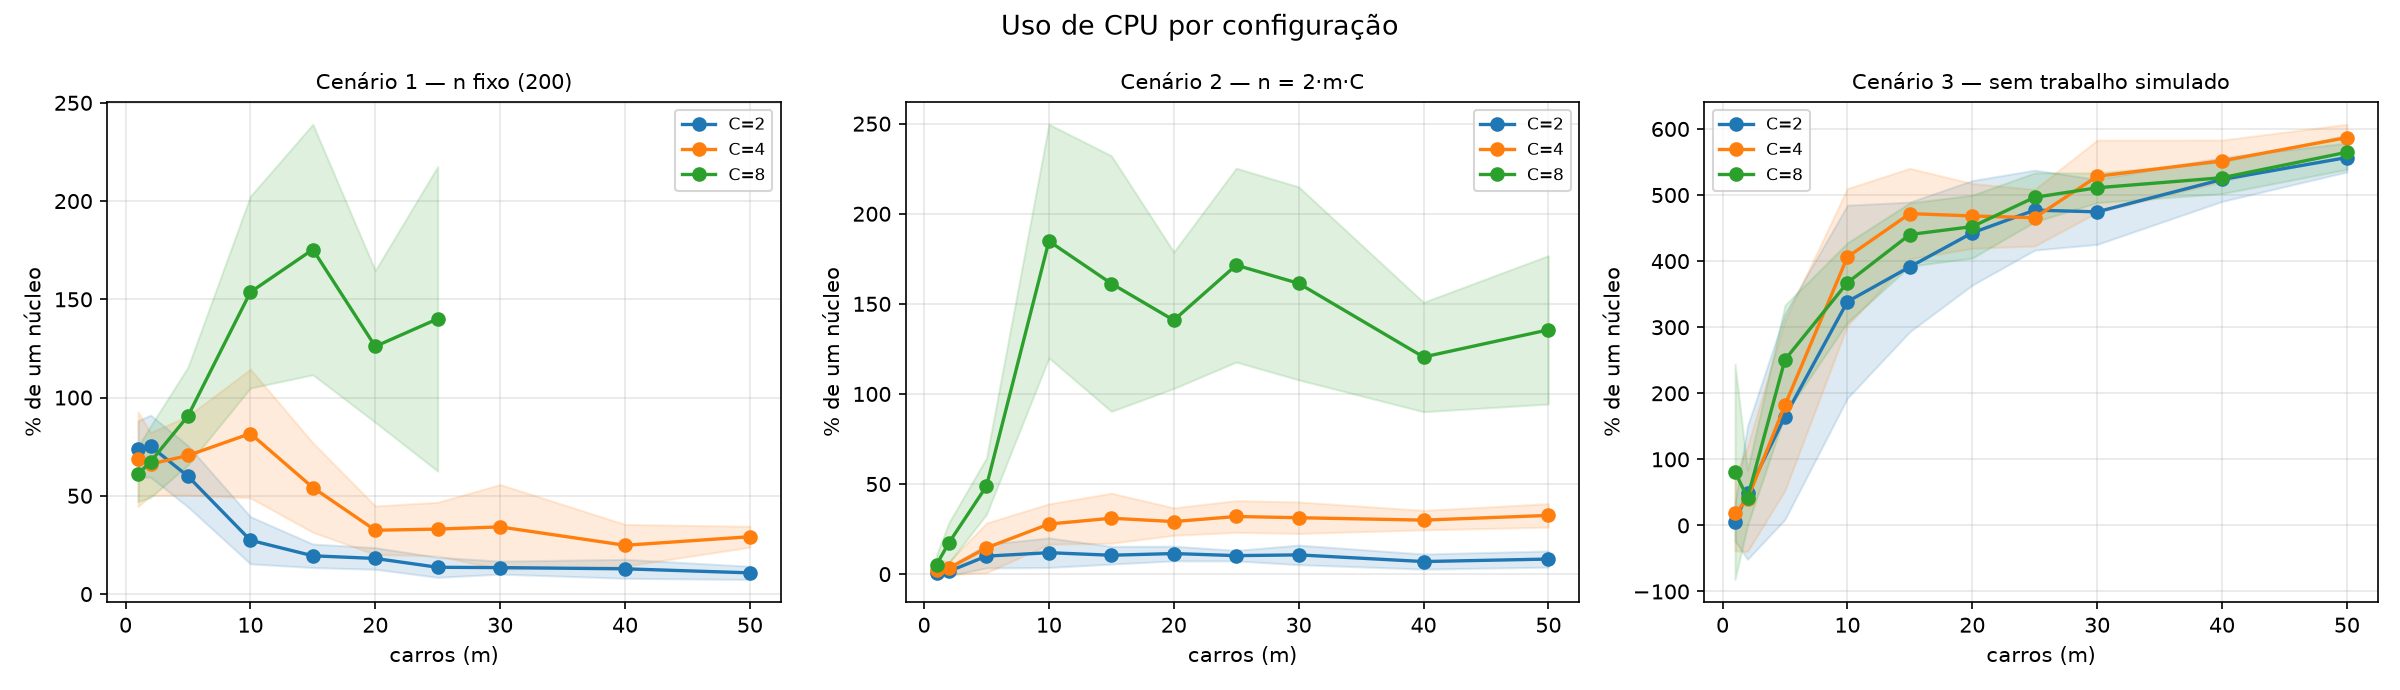 Uso de CPU por configuração
Cenário 1 — n fixo (200)
% de um núcleo
250
200
150
100
50
0
C=2
C=4
C=8
0 10 20 30 40 50
carros (m)
Cenário 2 — n = 2·m·C
% de um núcleo
250
200
150
100
50
0
C=2
C=4
C=8
0 10 20 30 40 50
carros (m)
Cenário 3 — sem trabalho simulado
% de um núcleo
600
500
400
300
200
100
0
−100
C=2
C=4
C=8
0 10 20 30 40 50
carros (m)